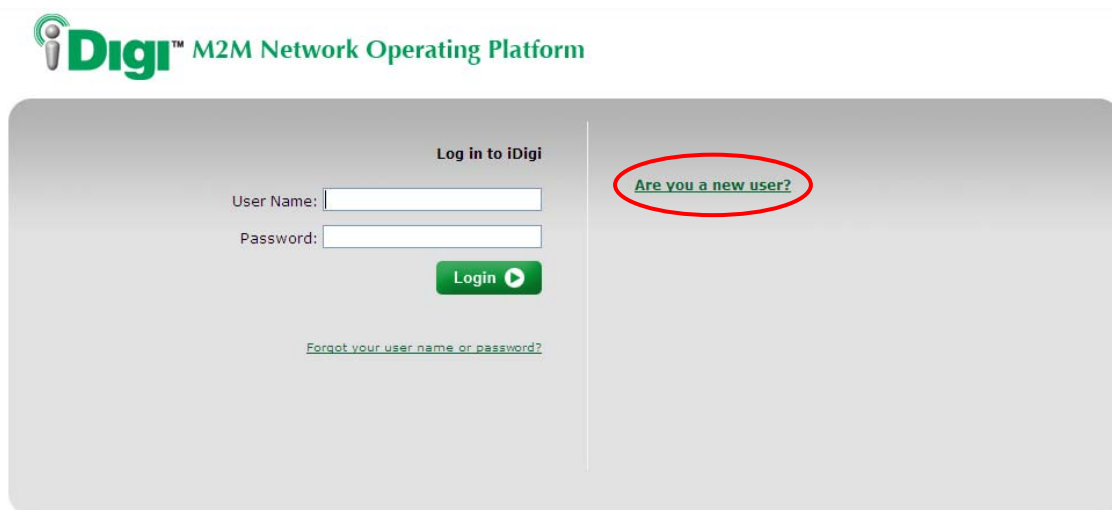 iDigi™ M2M Network Operating Platform
Log in to iDigi
User Name:
Password:
Login
Forgot your user name or password?
Are you a new user?